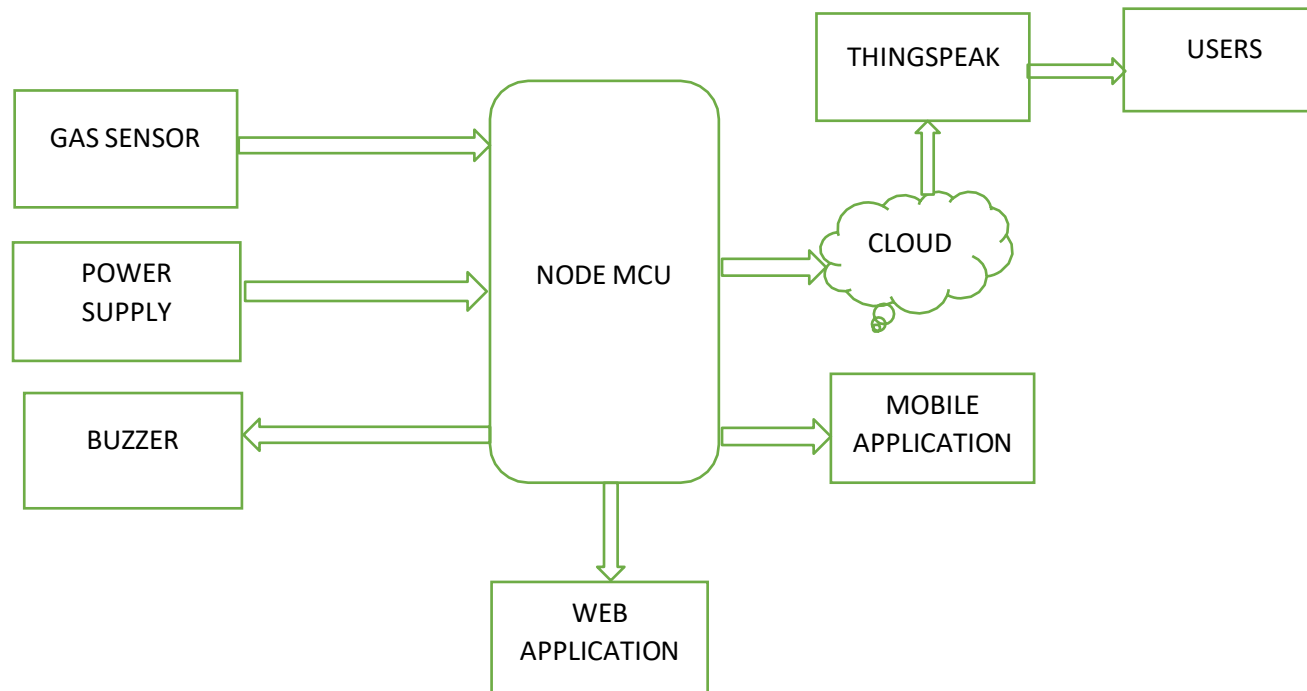 THINGSPEAK
USERS
GAS SENSOR
CLOUD
POWER
SUPPLY
NODE MCU
MOBILE
APPLICATION
BUZZER
WEB
APPLICATION